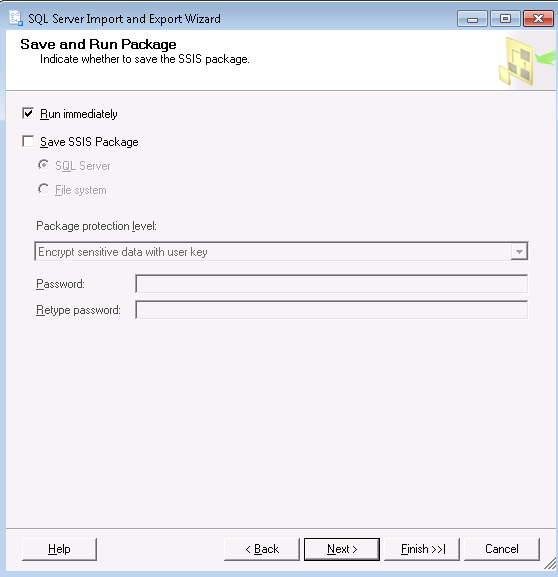 SQL Server Import and Export Wizard
Save and Run Package
Indicate whether to save the SSIS package.
Run immediately
Save SSIS Package
SQL Server
File system
Package protection level:
Encrypt sensitive data with user key
Password:
Retype password:
Help
< Back
Next >
Finish >>|
Cancel